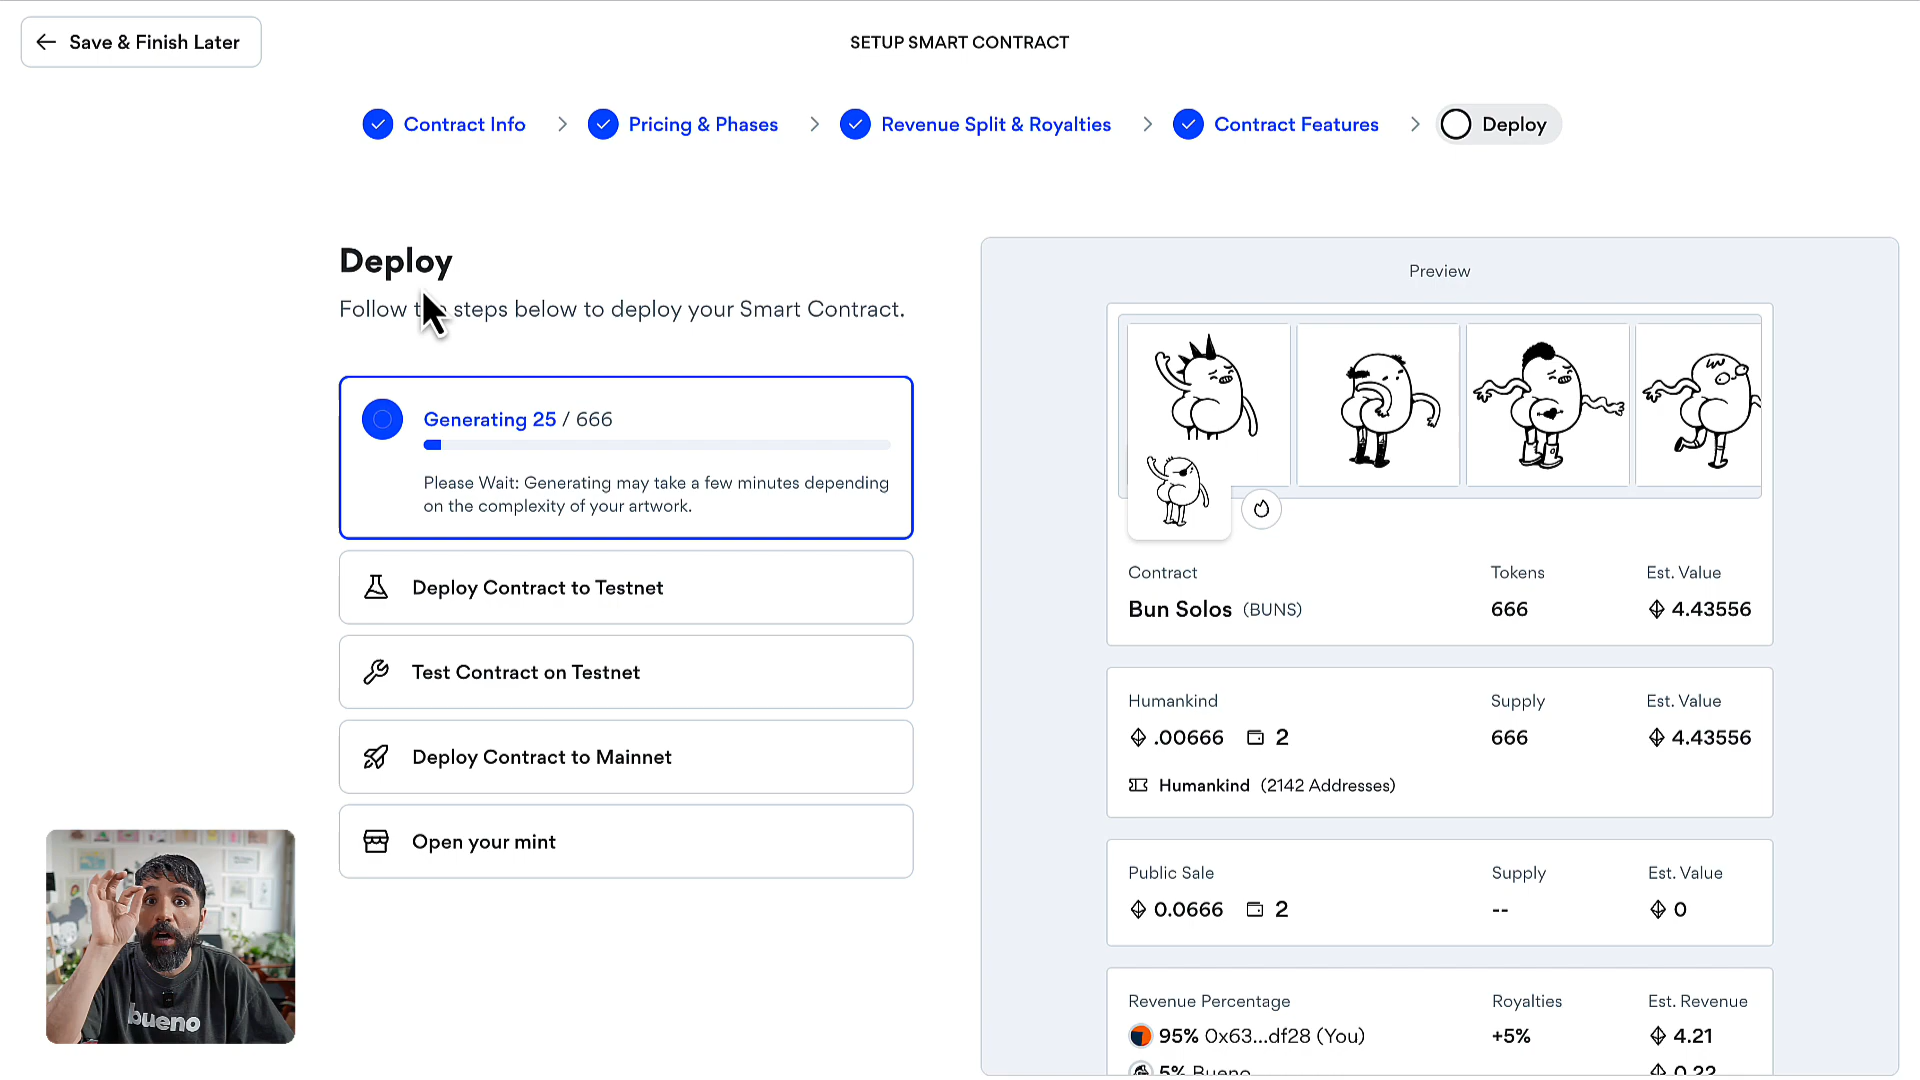 Save & Finish Later
SETUP SMART CONTRACT
Contract Info
Pricing & Phases
Revenue Split & Royalties
Contract Features
Deploy
Deploy
Follow the steps below to deploy your Smart Contract.
Generating 25 / 666
Please Wait: Generating may take a few minutes depending
on the complexity of your artwork.
Deploy Contract to Testnet
Test Contract on Testnet
Deploy Contract to Mainnet
Open your mint
bueno
Preview
Contract Tokens Est. Value
Bun Solos (BUNS) 666 4.43556
Humankind Supply Est. Value
.00666 2 666 4.43556
Humankind (2142 Addresses)
Public Sale Supply Est. Value
0.0666 2 -- 0
Revenue Percentage Royalties Est. Revenue
95% 0x63...df28 (You) +5% 4.21
5% Bueno 0.22